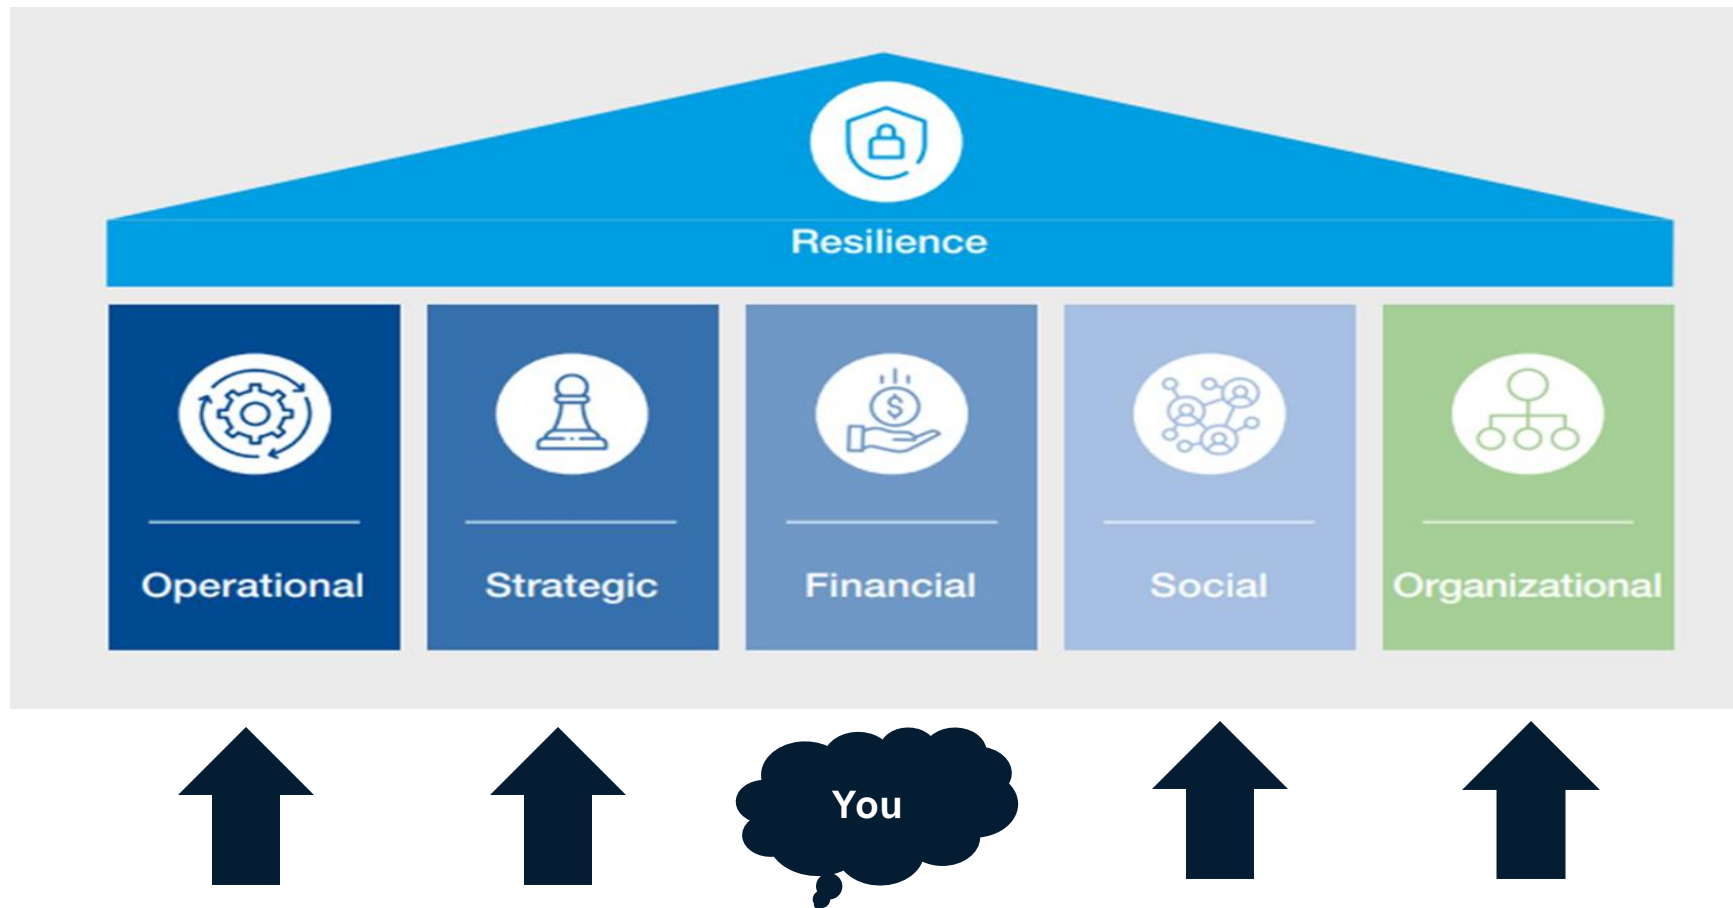 Resilience
Operational
Strategic
Financial
Social
Organizational
You